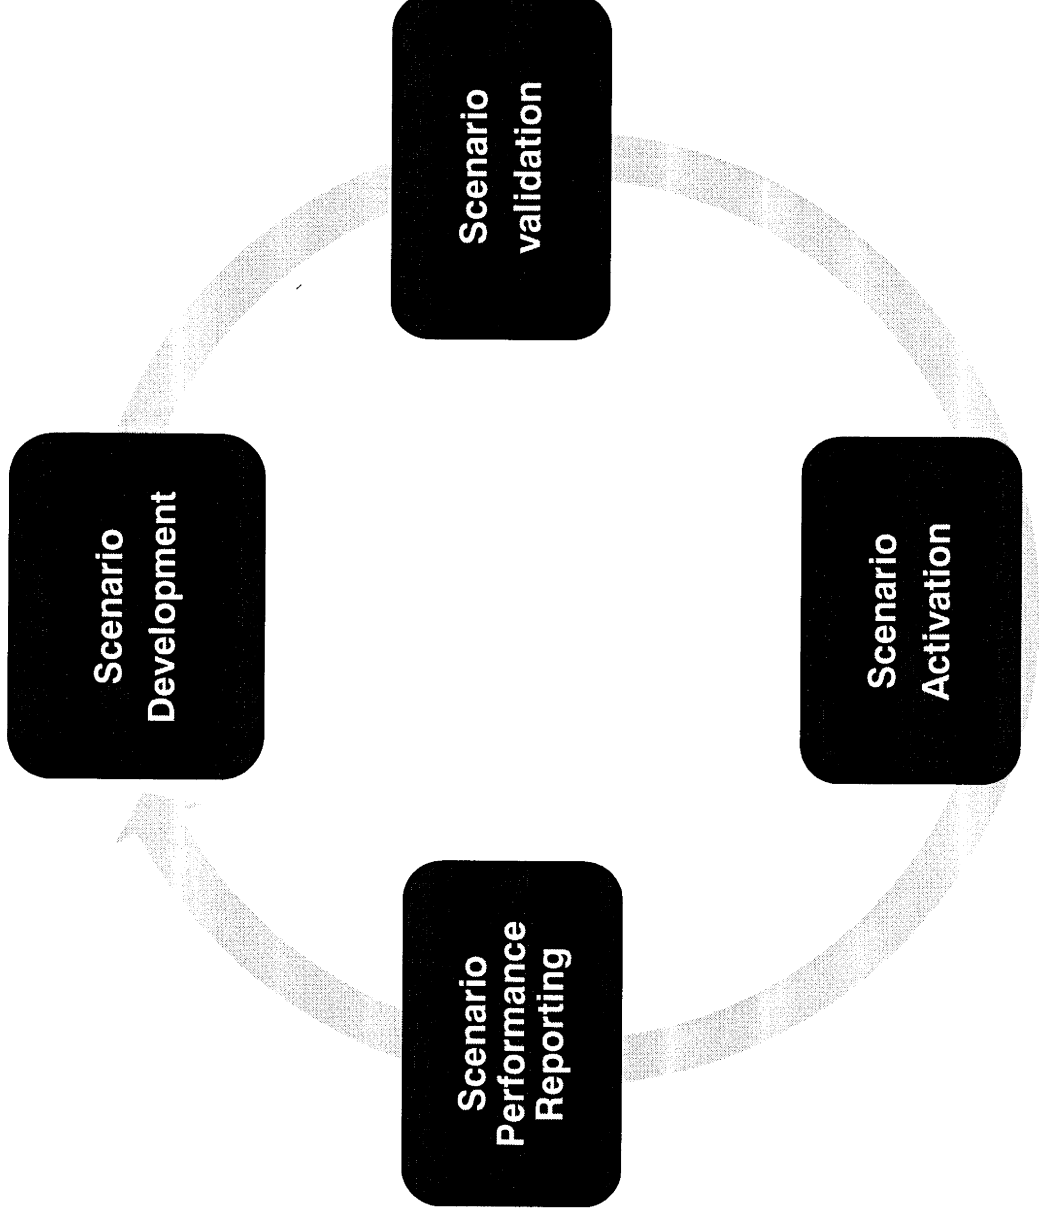 Scenario
Development
Scenario
validation
Scenario
Activation
Scenario
Performance
Reporting